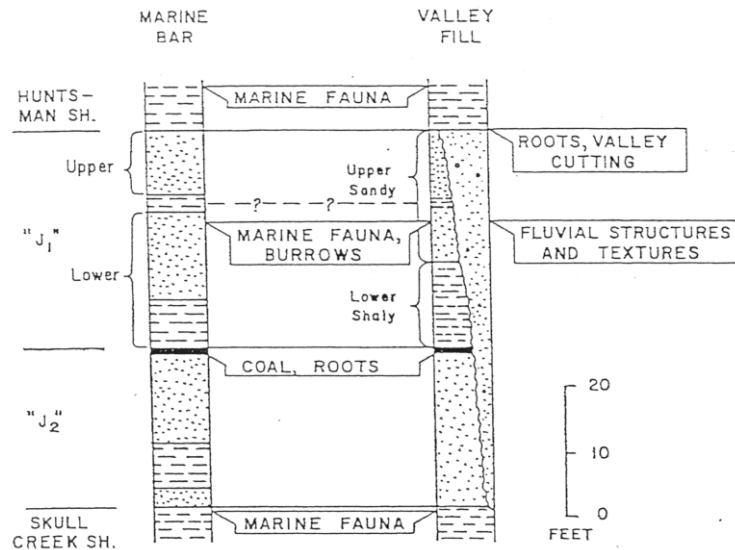 MARINE
BAR
VALLEY
FILL
HUNTS-
MAN SH.
MARINE FAUNA
Upper
Upper
Sandy
ROOTS, VALLEY
CUTTING
? ?
"J1"
MARINE FAUNA,
BURROWS
FLUVIAL STRUCTURES
AND TEXTURES
Lower
Lower
Shaly
COAL, ROOTS
"J2"
20
10
0
FEET
SKULL
CREEK SH.
MARINE FAUNA